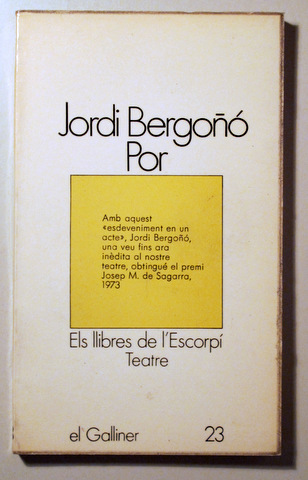 Jordi Bergoñó
Por
Amb aquest
«esdeveniment en un
acte», Jordi Bergoñó,
una veu fins ara
inèdita al nostre
teatre, obtingué el premi
Josep M. de Sagarra,
1973
Els llibres de l'Escorpí
Teatre
el Galliner 23